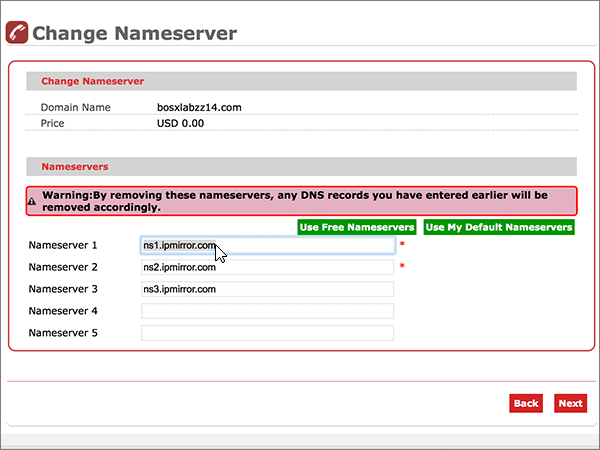 Change Nameserver
Change Nameserver
Domain Name bosxlabzz14.com
Price USD 0.00
Nameservers
Warning:By removing these nameservers, any DNS records you have entered earlier will be
removed accordingly.
Use Free Nameservers Use My Default Nameservers
Nameserver 1 ns1.ipmirror.com *
Nameserver 2 ns2.ipmirror.com *
Nameserver 3 ns3.ipmirror.com
Nameserver 4
Nameserver 5
Back Next